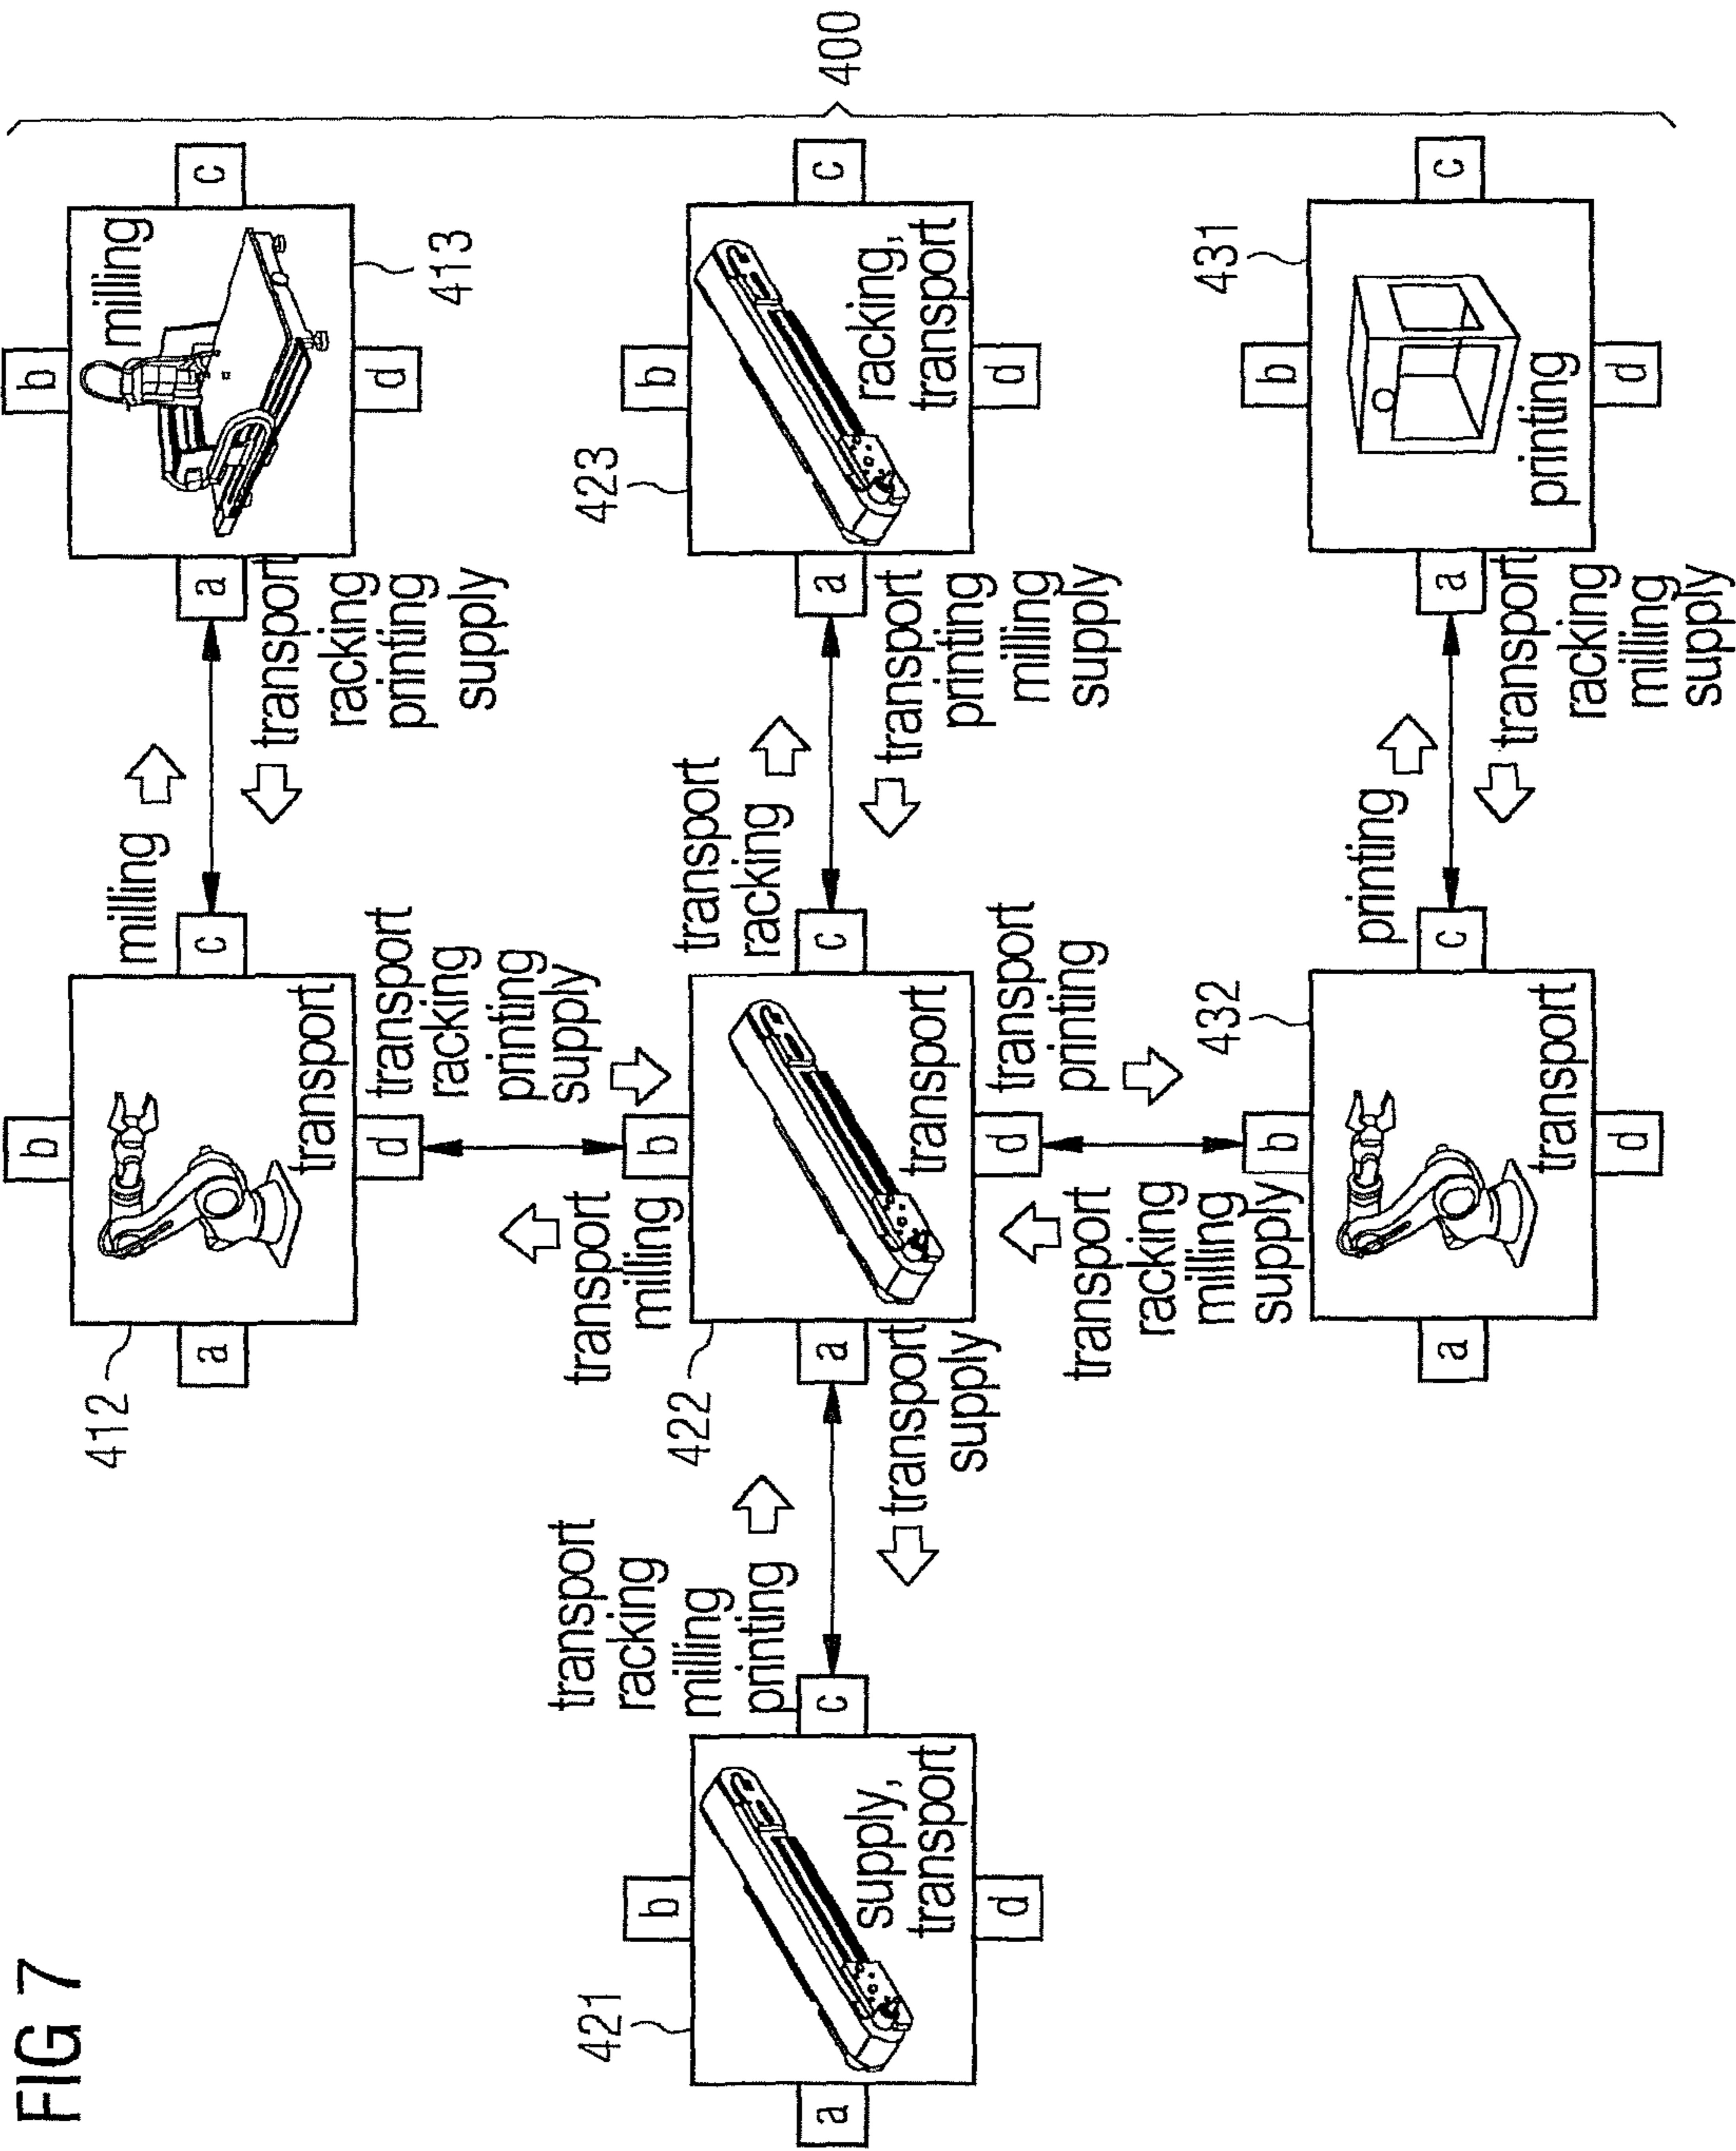 FIG 7
412
b
transport
a
c
d
milling
transport
racking
printing
supply
b
milling
a
c
d
413
transport
milling
transport
racking
printing
supply
421
b
supply,
transport
a
c
d
transport
racking
milling
printing
transport
supply
422
b
transport
a
c
d
transport
racking
transport
printing
milling
supply
423
b
racking,
transport
a
c
d
400
transport
racking
milling
supply
transport
printing
432
b
transport
a
c
d
printing
transport
racking
milling
supply
431
b
printing
a
c
d